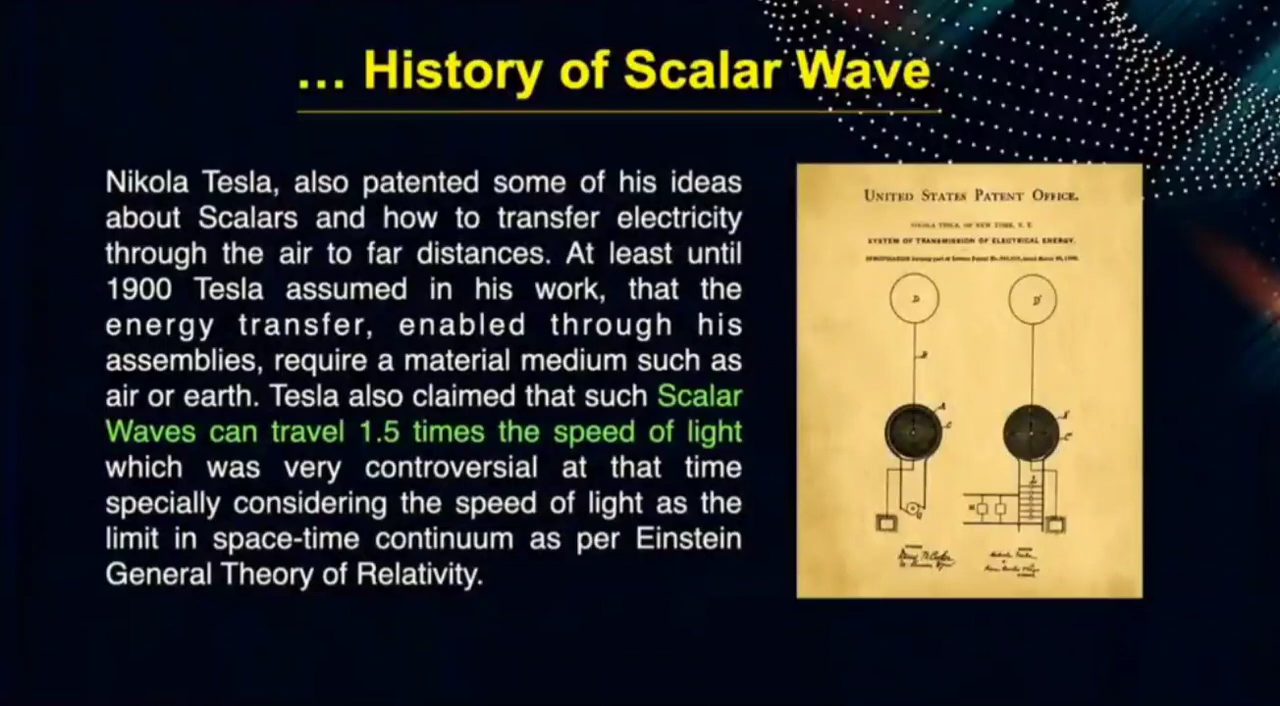 ... History of Scalar Wave
Nikola Tesla, also patented some of his ideas
about Scalars and how to transfer electricity
through the air to far distances. At least until
1900 Tesla assumed in his work, that the
energy transfer, enabled through his
assemblies, require a material medium such as
air or earth. Tesla also claimed that such Scalar
Waves can travel 1.5 times the speed of light
which was very controversial at that time
specially considering the speed of light as the
limit in space-time continuum as per Einstein
General Theory of Relativity.
UNITED STATES PATENT OFFICE.
NIKOLA TESLA, OF NEW YORK, N. Y.
SYSTEM OF TRANSMISSION OF ELECTRICAL ENERGY.
D D'
B
A
C